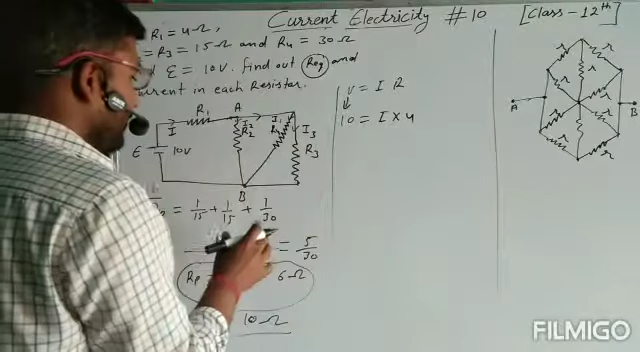 Current Electricity # 10 [Class-12th]
R1 = 4Ω,
= R3 = 15Ω and R4 = 30Ω
ε = 10V. find out Req and
current in each Resistor.
V = I R
10 = I × 4
R1 A
I I2 I1 I3
R2 R4 R3
E 10V
B
= 1/15 + 1/15 + 1/30
= 5/30
Rp 6Ω
10Ω
A B
r r r r r r r r
FILMIGO